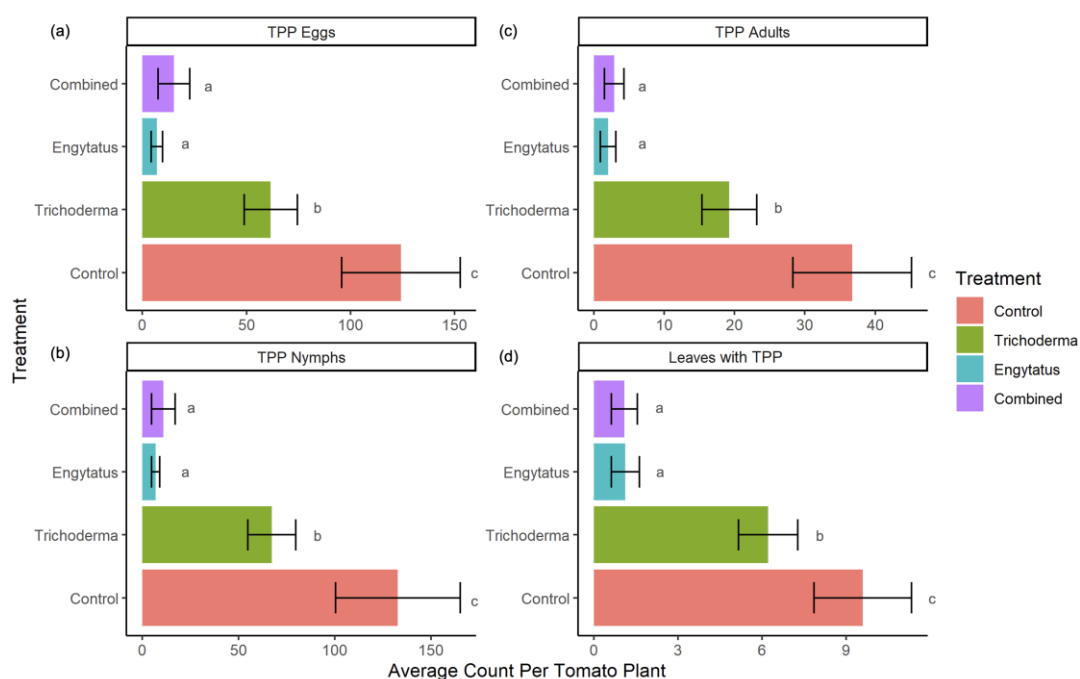 (a)
TPP Eggs
Combined
a
Engytatus
a
Trichoderma
b
Control
c
0 50 100 150
(c)
TPP Adults
Combined
a
Engytatus
a
Trichoderma
b
Control
c
0 10 20 30 40
(b)
TPP Nymphs
Combined
a
Engytatus
a
Trichoderma
b
Control
c
0 50 100 150
(d)
Leaves with TPP
Combined
a
Engytatus
a
Trichoderma
b
Control
c
0 3 6 9
Treatment
Average Count Per Tomato Plant
Treatment
Control
Trichoderma
Engytatus
Combined